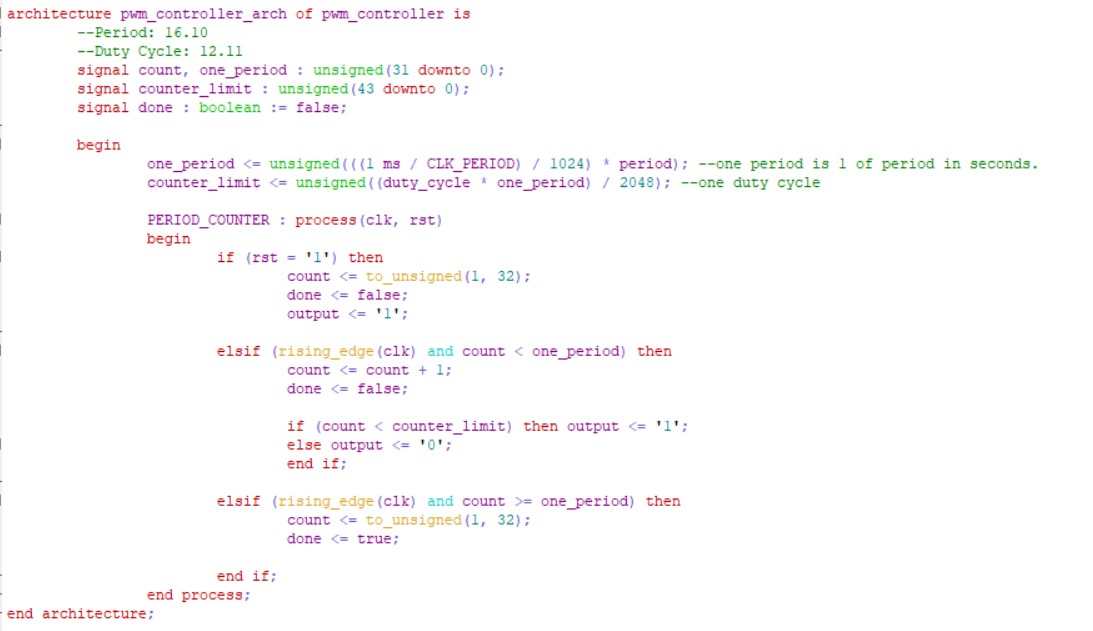 architecture pwm_controller_arch of pwm_controller is
--Period: 16.10
--Duty Cycle: 12.11
signal count, one_period : unsigned(31 downto 0);
signal counter_limit : unsigned(43 downto 0);
signal done : boolean := false;
begin
one_period <= unsigned(((1 ms / CLK_PERIOD) / 1024) * period); --one period is 1 of period in seconds.
counter_limit <= unsigned((duty_cycle * one_period) / 2048); --one duty cycle
PERIOD_COUNTER : process(clk, rst)
begin
if (rst = '1') then
count <= to_unsigned(1, 32);
done <= false;
output <= '1';
elsif (rising_edge(clk) and count < one_period) then
count <= count + 1;
done <= false;
if (count < counter_limit) then output <= '1';
else output <= '0';
end if;
elsif (rising_edge(clk) and count >= one_period) then
count <= to_unsigned(1, 32);
done <= true;
end if;
end process;
end architecture;